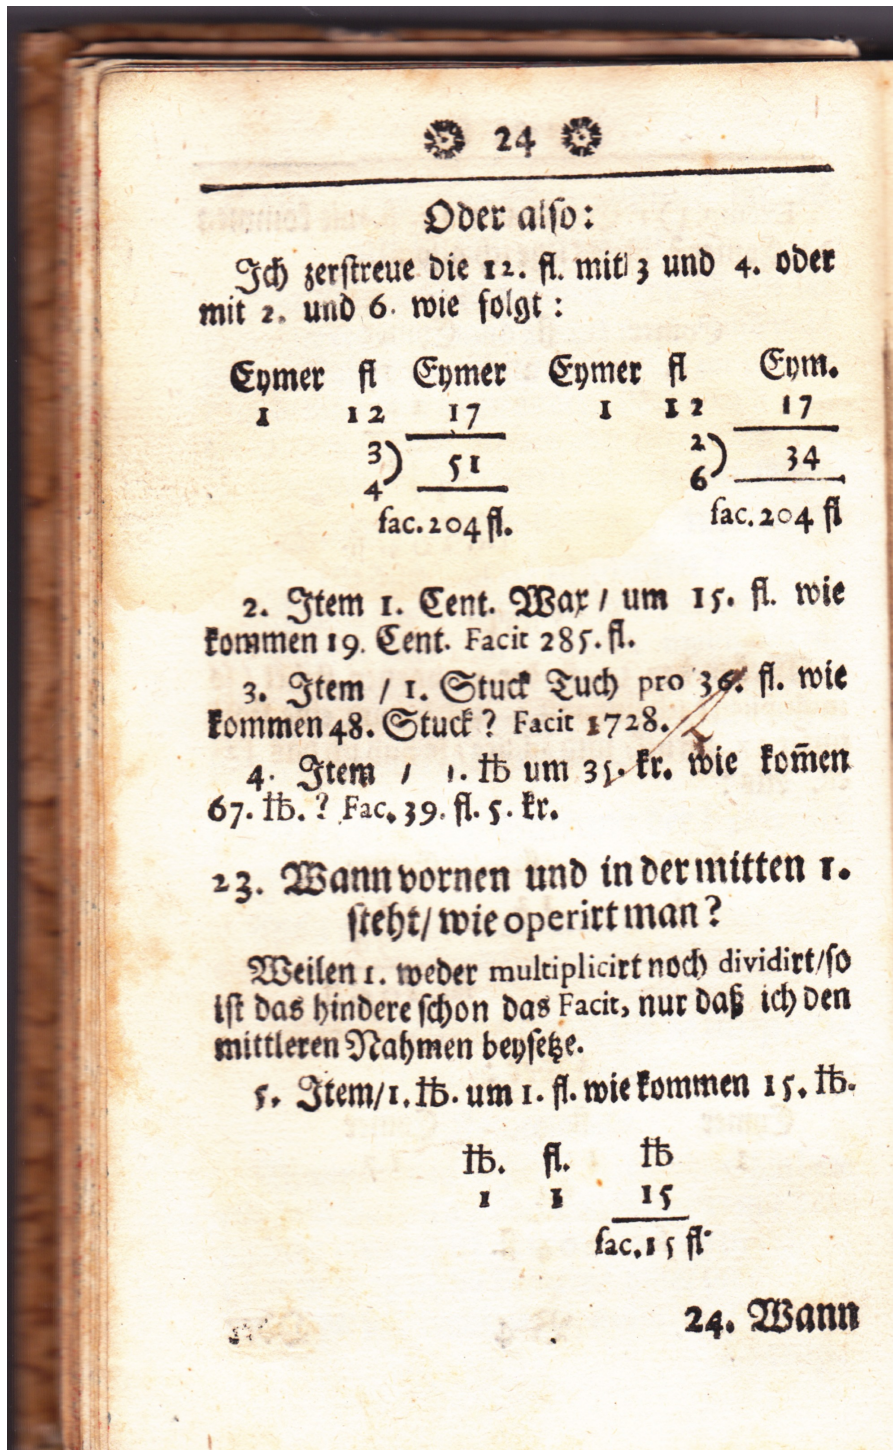 24
Oder also:
Ich zerstreue die 12. fl. mit 3 und 4. oder
mit 2. und 6. wie folgt:
Eymer fl Eymer Eymer fl Eym.
1 12 17 1 12 17
3 ) 51 2 ) 34
4 6
fac. 204 fl. fac. 204 fl
2. Item 1. Cent. Wax / um 15. fl. wie
kommen 19. Cent. Facit 285. fl.
3. Item / 1. Stuck Tuch pro 36. fl. wie
kommen 48. Stuck? Facit 1728.
4. Item / 1. ℔ um 35. kr. wie kom̄en
67. ℔.? Fac. 39. fl. 5. kr.
23. Wann vornen und in der mitten 1.
steht/ wie operirt man?
Weilen 1. weder multiplicirt noch dividirt/so
ist das hindere schon das Facit, nur daß ich den
mittleren Nahmen beysetze.
5. Item/1. ℔. um 1. fl. wie kommen 15. ℔.
℔. fl. ℔
1 1 15
fac. 15 fl.
24. Wann